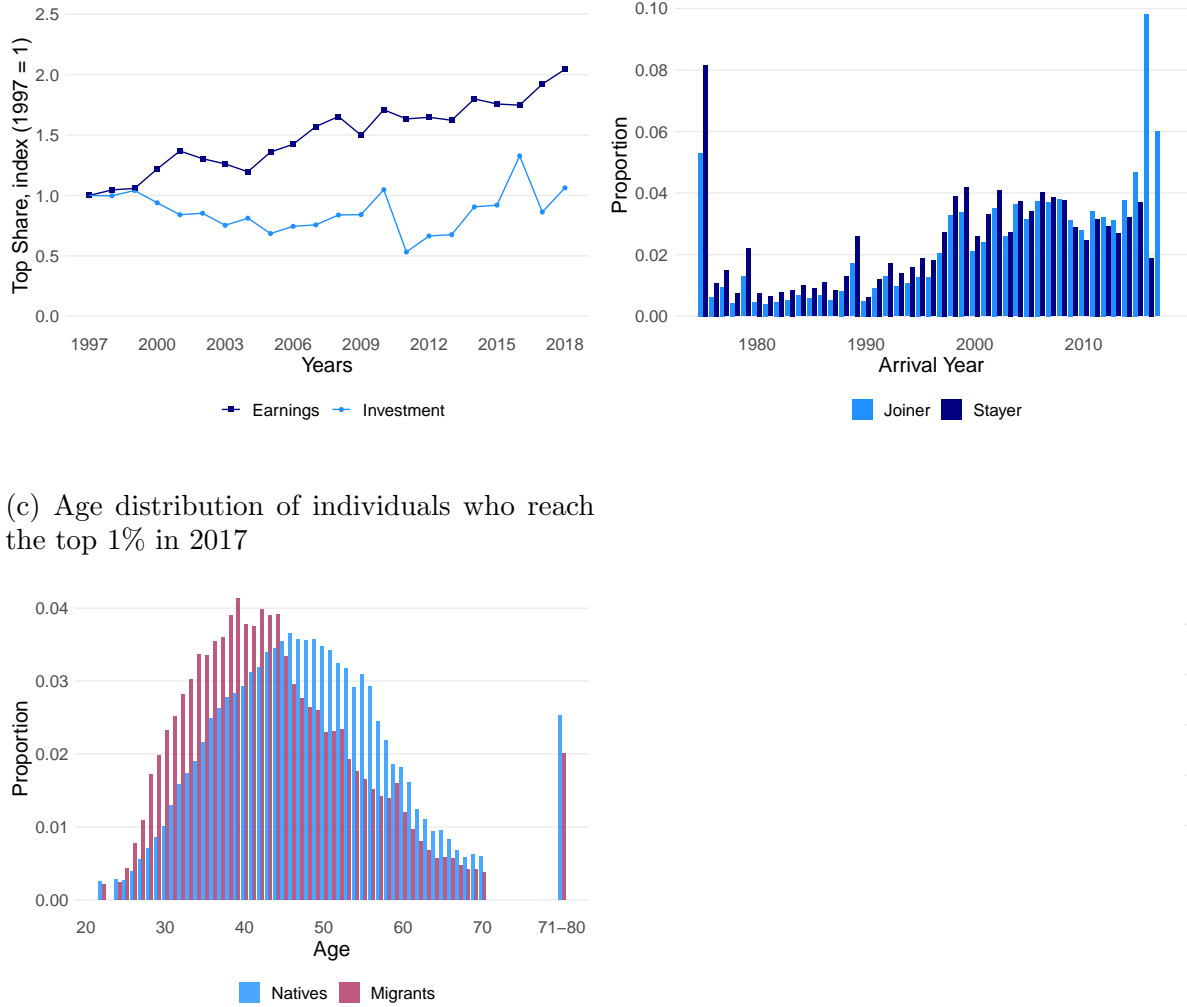 Top Share, index (1997 = 1)
2.5
2.0
1.5
1.0
0.5
0.0
1997 2000 2003 2006 2009 2012 2015 2018
Years
Earnings Investment
Proportion
0.10
0.08
0.06
0.04
0.02
0.00
1980 1990 2000 2010
Arrival Year
Joiner Stayer
(c) Age distribution of individuals who reach
the top 1% in 2017
Proportion
0.04
0.03
0.02
0.01
0.00
20 30 40 50 60 70 71–80
Age
Natives Migrants